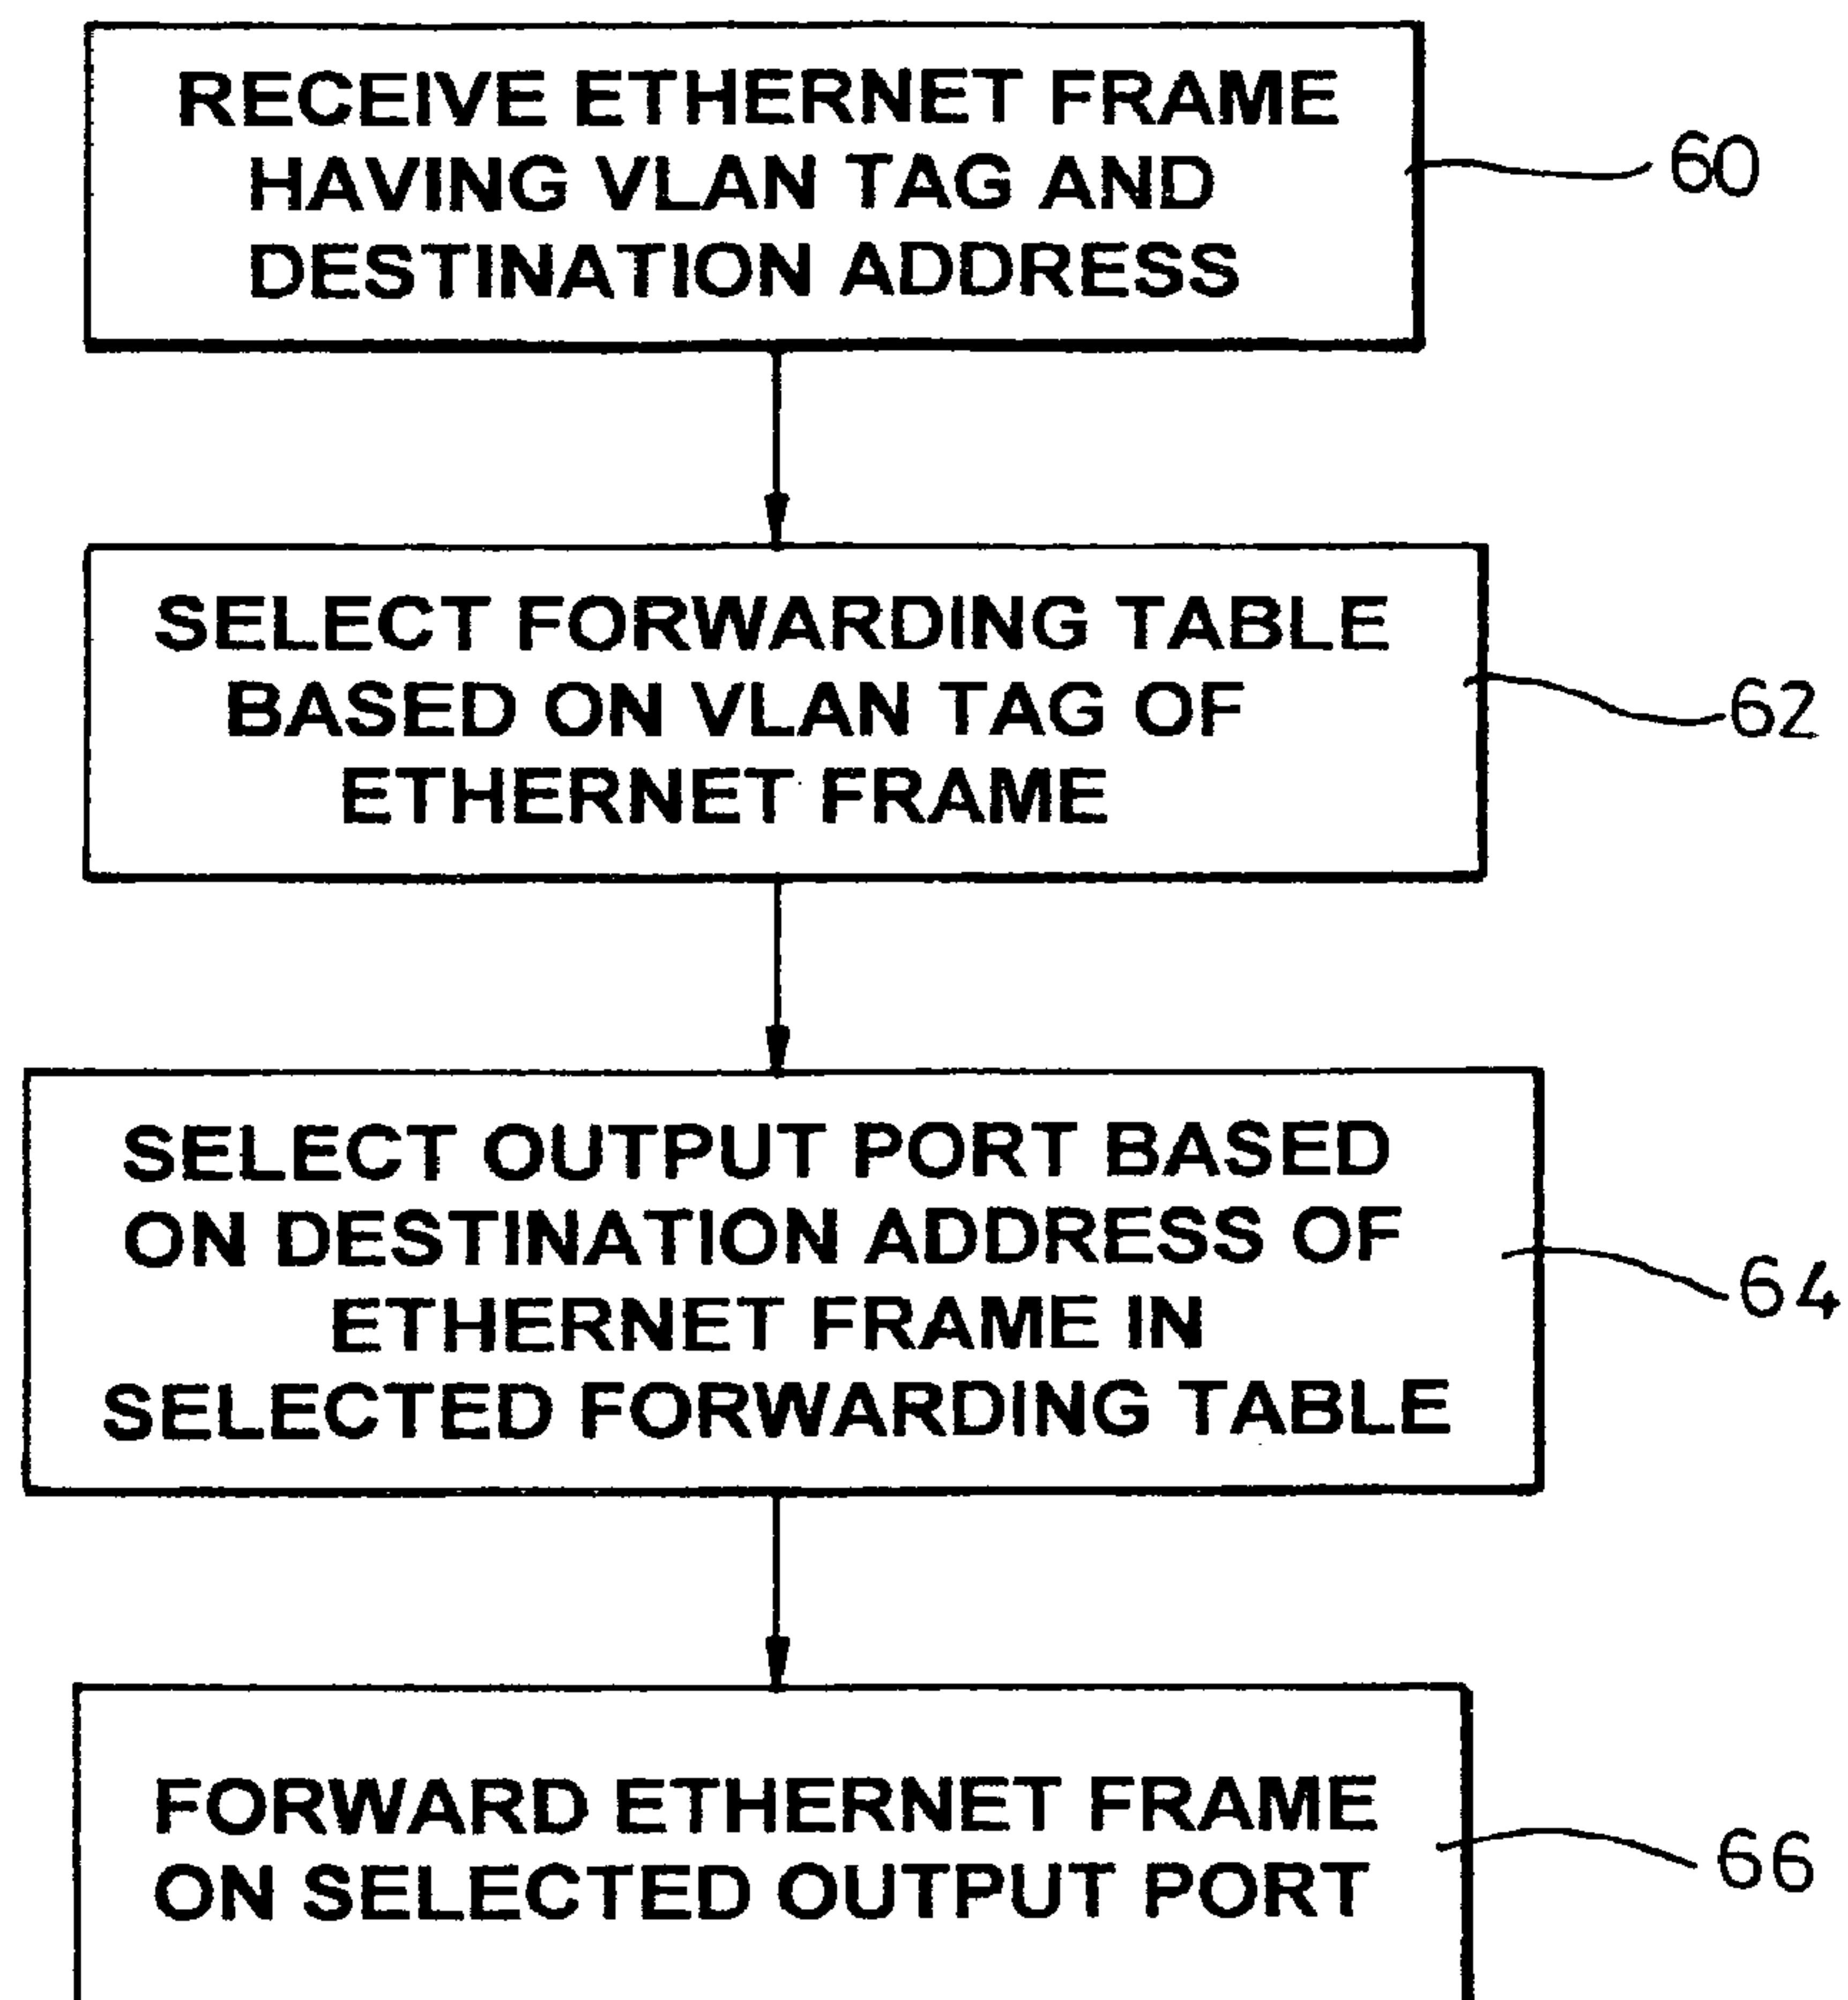 RECEIVE ETHERNET FRAME
HAVING VLAN TAG AND
DESTINATION ADDRESS
60
SELECT FORWARDING TABLE
BASED ON VLAN TAG OF
ETHERNET FRAME
62
SELECT OUTPUT PORT BASED
ON DESTINATION ADDRESS OF
ETHERNET FRAME IN
SELECTED FORWARDING TABLE
64
FORWARD ETHERNET FRAME
ON SELECTED OUTPUT PORT
66